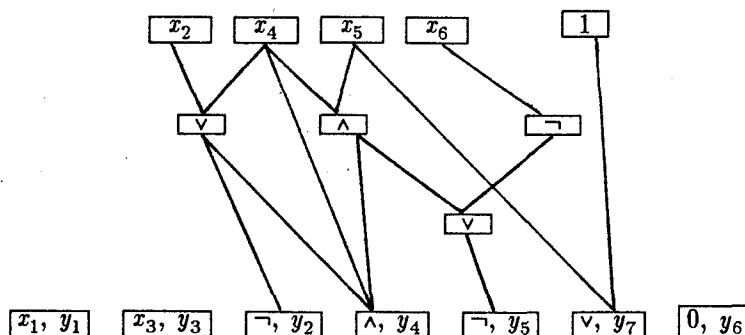 x₂ x₄ x₅ x₆ 1
∨ ∧ ¬
∨
x₁, y₁ x₃, y₃ ¬, y₂ ∧, y₄ ¬, y₅ ∨, y₇ 0, y₆